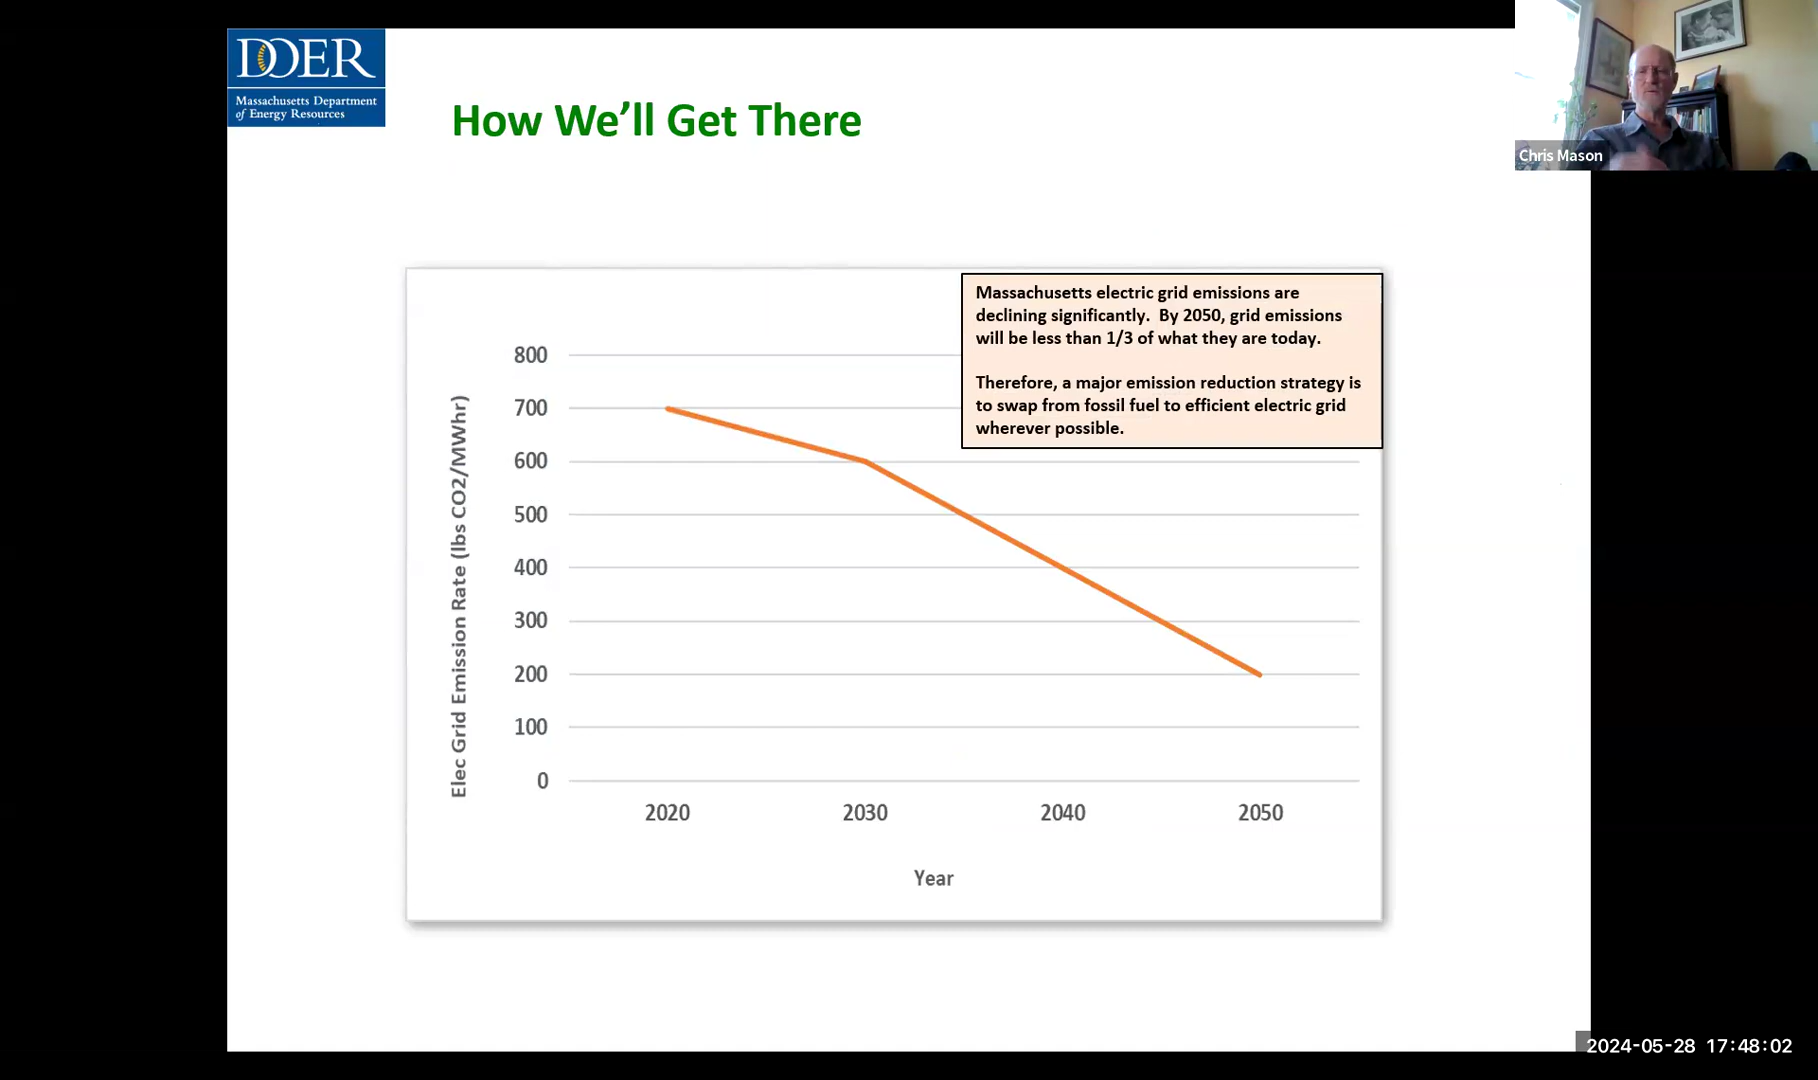 DOER
Massachusetts Department
of Energy Resources
How We'll Get There
Chris Mason
Massachusetts electric grid emissions are
declining significantly.  By 2050, grid emissions
will be less than 1/3 of what they are today.
Therefore, a major emission reduction strategy is
to swap from fossil fuel to efficient electric grid
wherever possible.
Elec Grid Emission Rate (lbs CO2/MWhr)
800
700
600
500
400
300
200
100
0
2020 2030 2040 2050
Year
2024-05-28 17:48:02